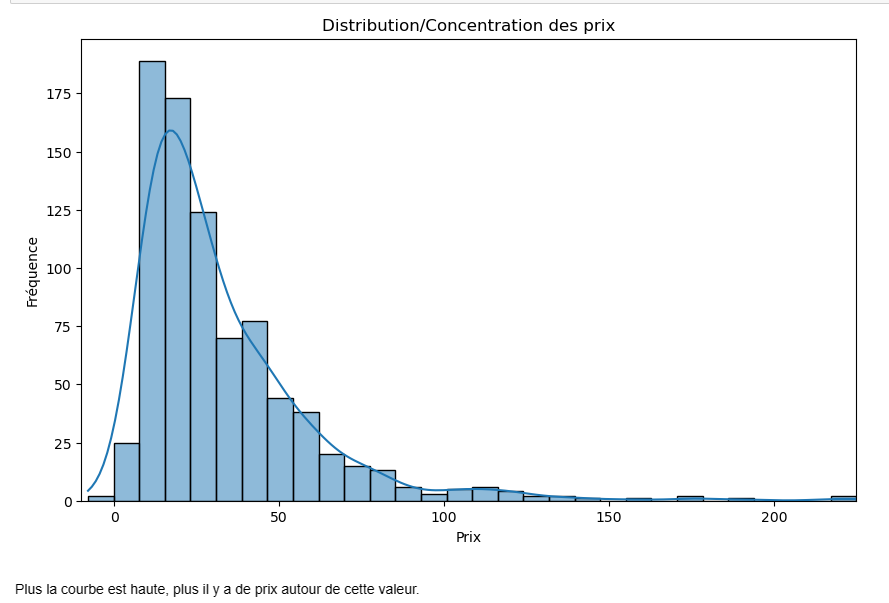 Distribution/Concentration des prix
175
150
125
100
75
50
25
0
Fréquence
0 50 100 150 200
Prix
Plus la courbe est haute, plus il y a de prix autour de cette valeur.